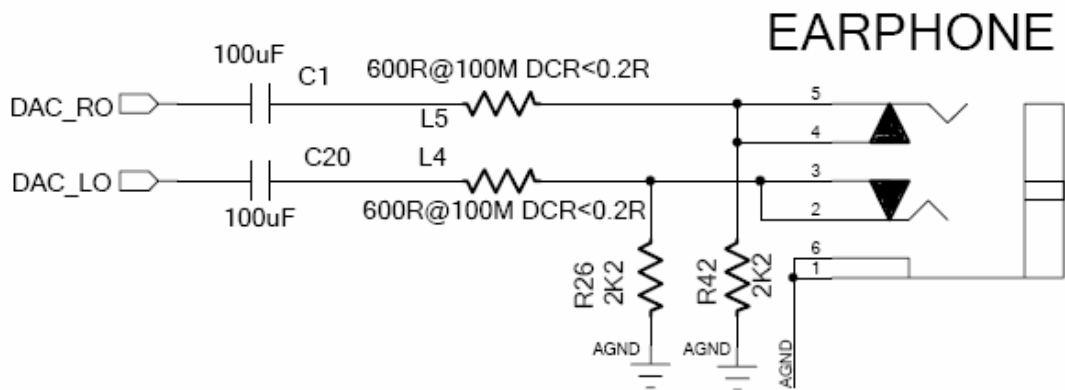 EARPHONE
100uF
C1
600R@100M DCR<0.2R
DAC_RO
L5
5
4
C20
L4
DAC_LO
3
100uF
600R@100M DCR<0.2R
2
R26
2K2
R42
2K2
6
1
AGND
AGND
AGND